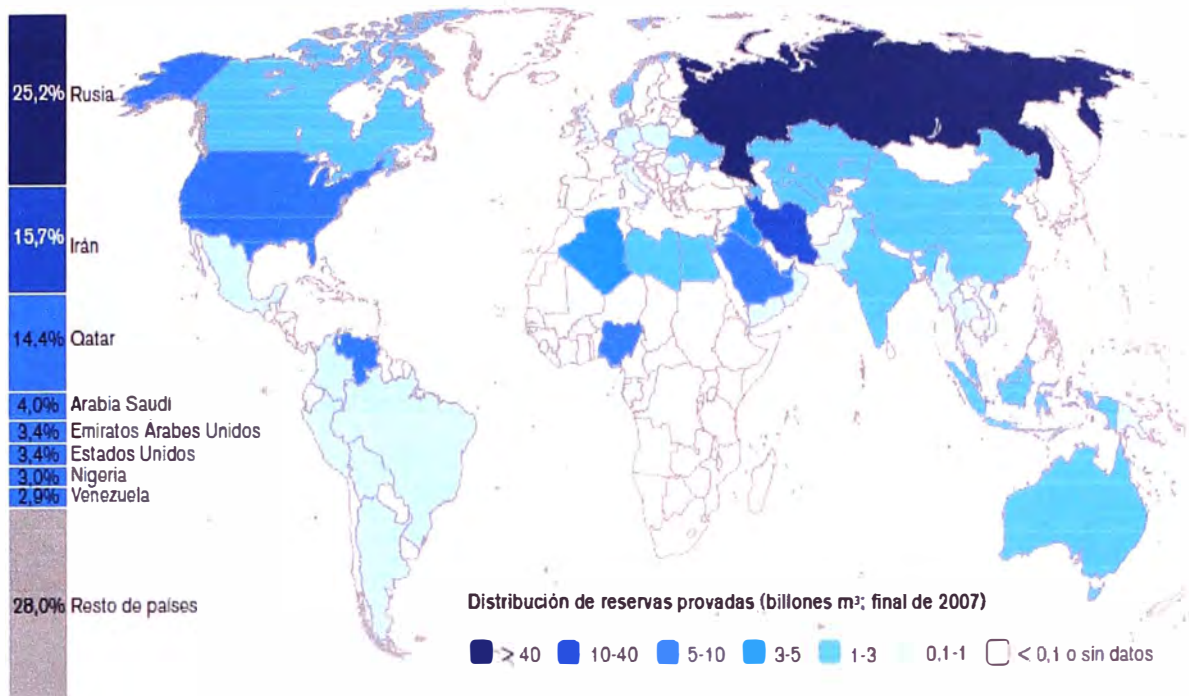 25,2% Rusia
15,7% Irán
14,4% Qatar
4,0% Arabia Saudí
3,4% Emiratos Árabes Unidos
3,4% Estados Unidos
3,0% Nigeria
2,9% Venezuela
28,0% Resto de países
Distribución de reservas provadas (billones m³; final de 2007)
> 40 10-40 5-10 3-5 1-3 0,1-1 < 0,1 o sin datos